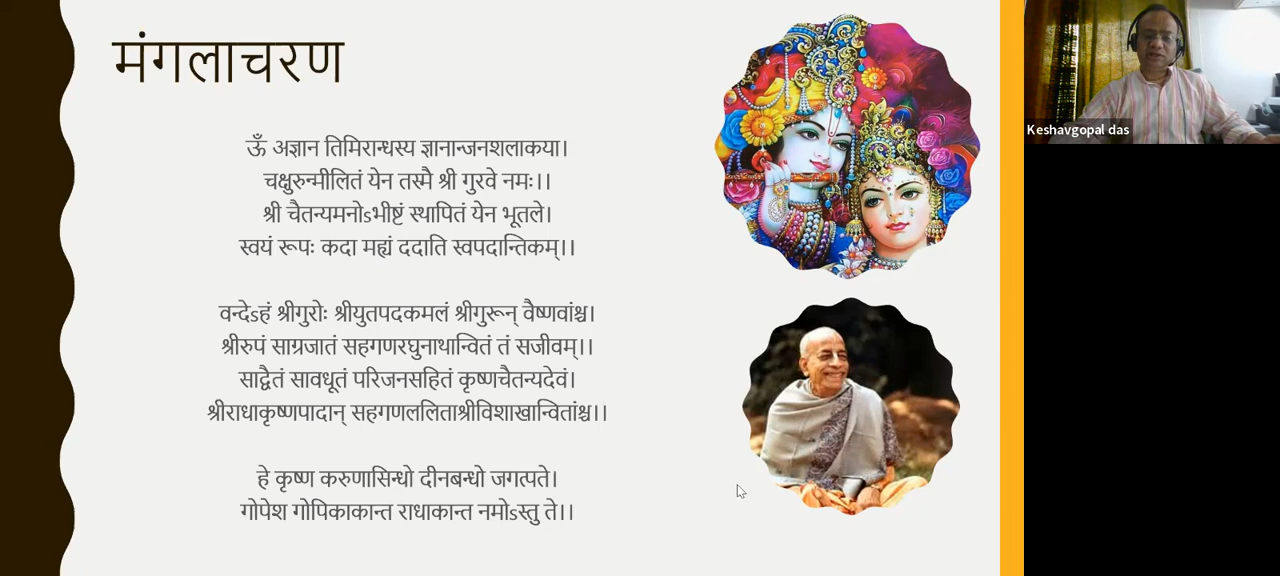 मंगलाचरण
ऊँ अज्ञान तिमिरान्धस्य ज्ञानान्जनशलाकया।
चक्षुरुन्मीलितं येन तस्मै श्री गुरवे नमः।।
श्री चैतन्यमनोऽभीष्टं स्थापितं येन भूतले।
स्वयं रूपः कदा मह्यं ददाति स्वपदान्तिकम्।।
वन्देऽहं श्रीगुरोः श्रीयुतपदकमलं श्रीगुरून् वैष्णवांश्च।
श्रीरुपं साग्रजातं सहगणरघुनाथान्वितं तं सजीवम्।।
साद्वैतं सावधूतं परिजनसहितं कृष्णचैतन्यदेवं।
श्रीराधाकृष्णपादान् सहगणललिताश्रीविशाखान्वितांश्च।।
हे कृष्ण करुणासिन्धो दीनबन्धो जगत्पते।
गोपेश गोपिकाकान्त राधाकान्त नमोऽस्तु ते।।
Keshavgopal das